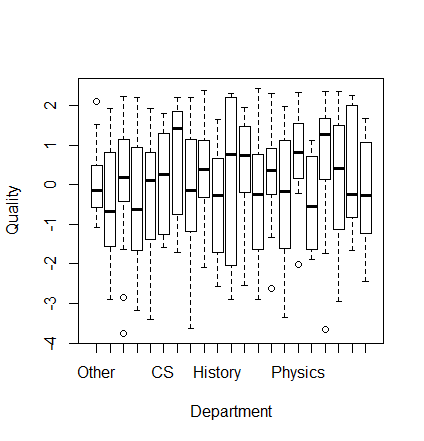 2
1
0
-1
-2
-3
-4
Quality
Other CS History Physics
Department